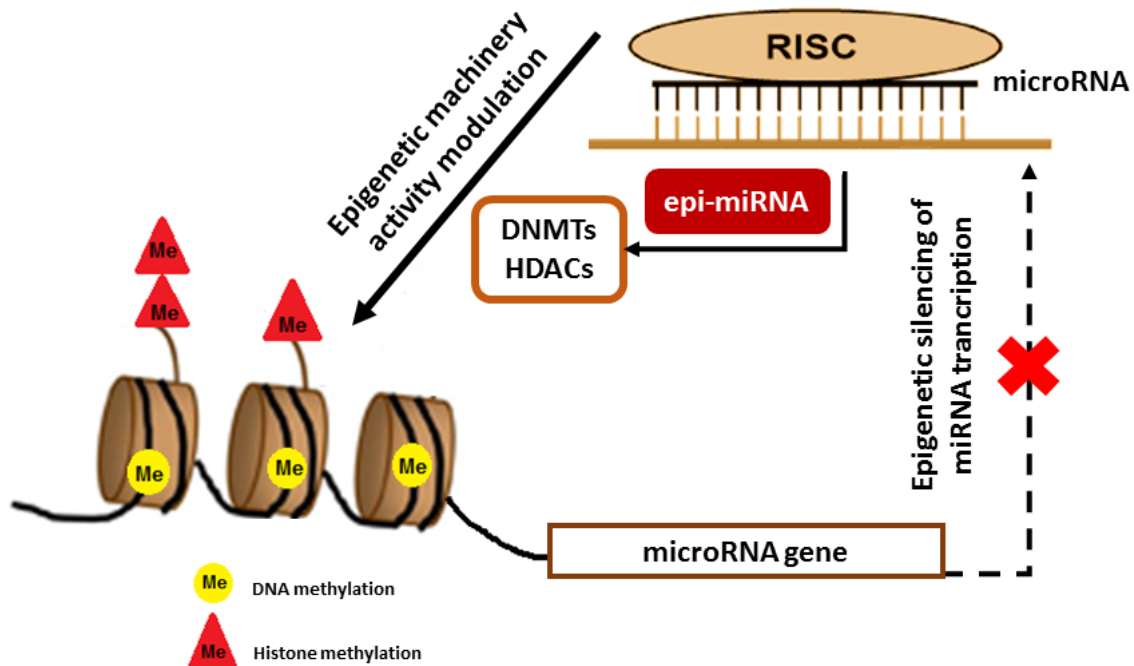 RISC
microRNA
Epigenetic machinery
activity modulation
epi-miRNA
DNMTs
HDACs
Epigenetic silencing of
miRNA trancription
Me
Me
Me
Me
Me
Me
microRNA gene
Me
DNA methylation
Me
Histone methylation